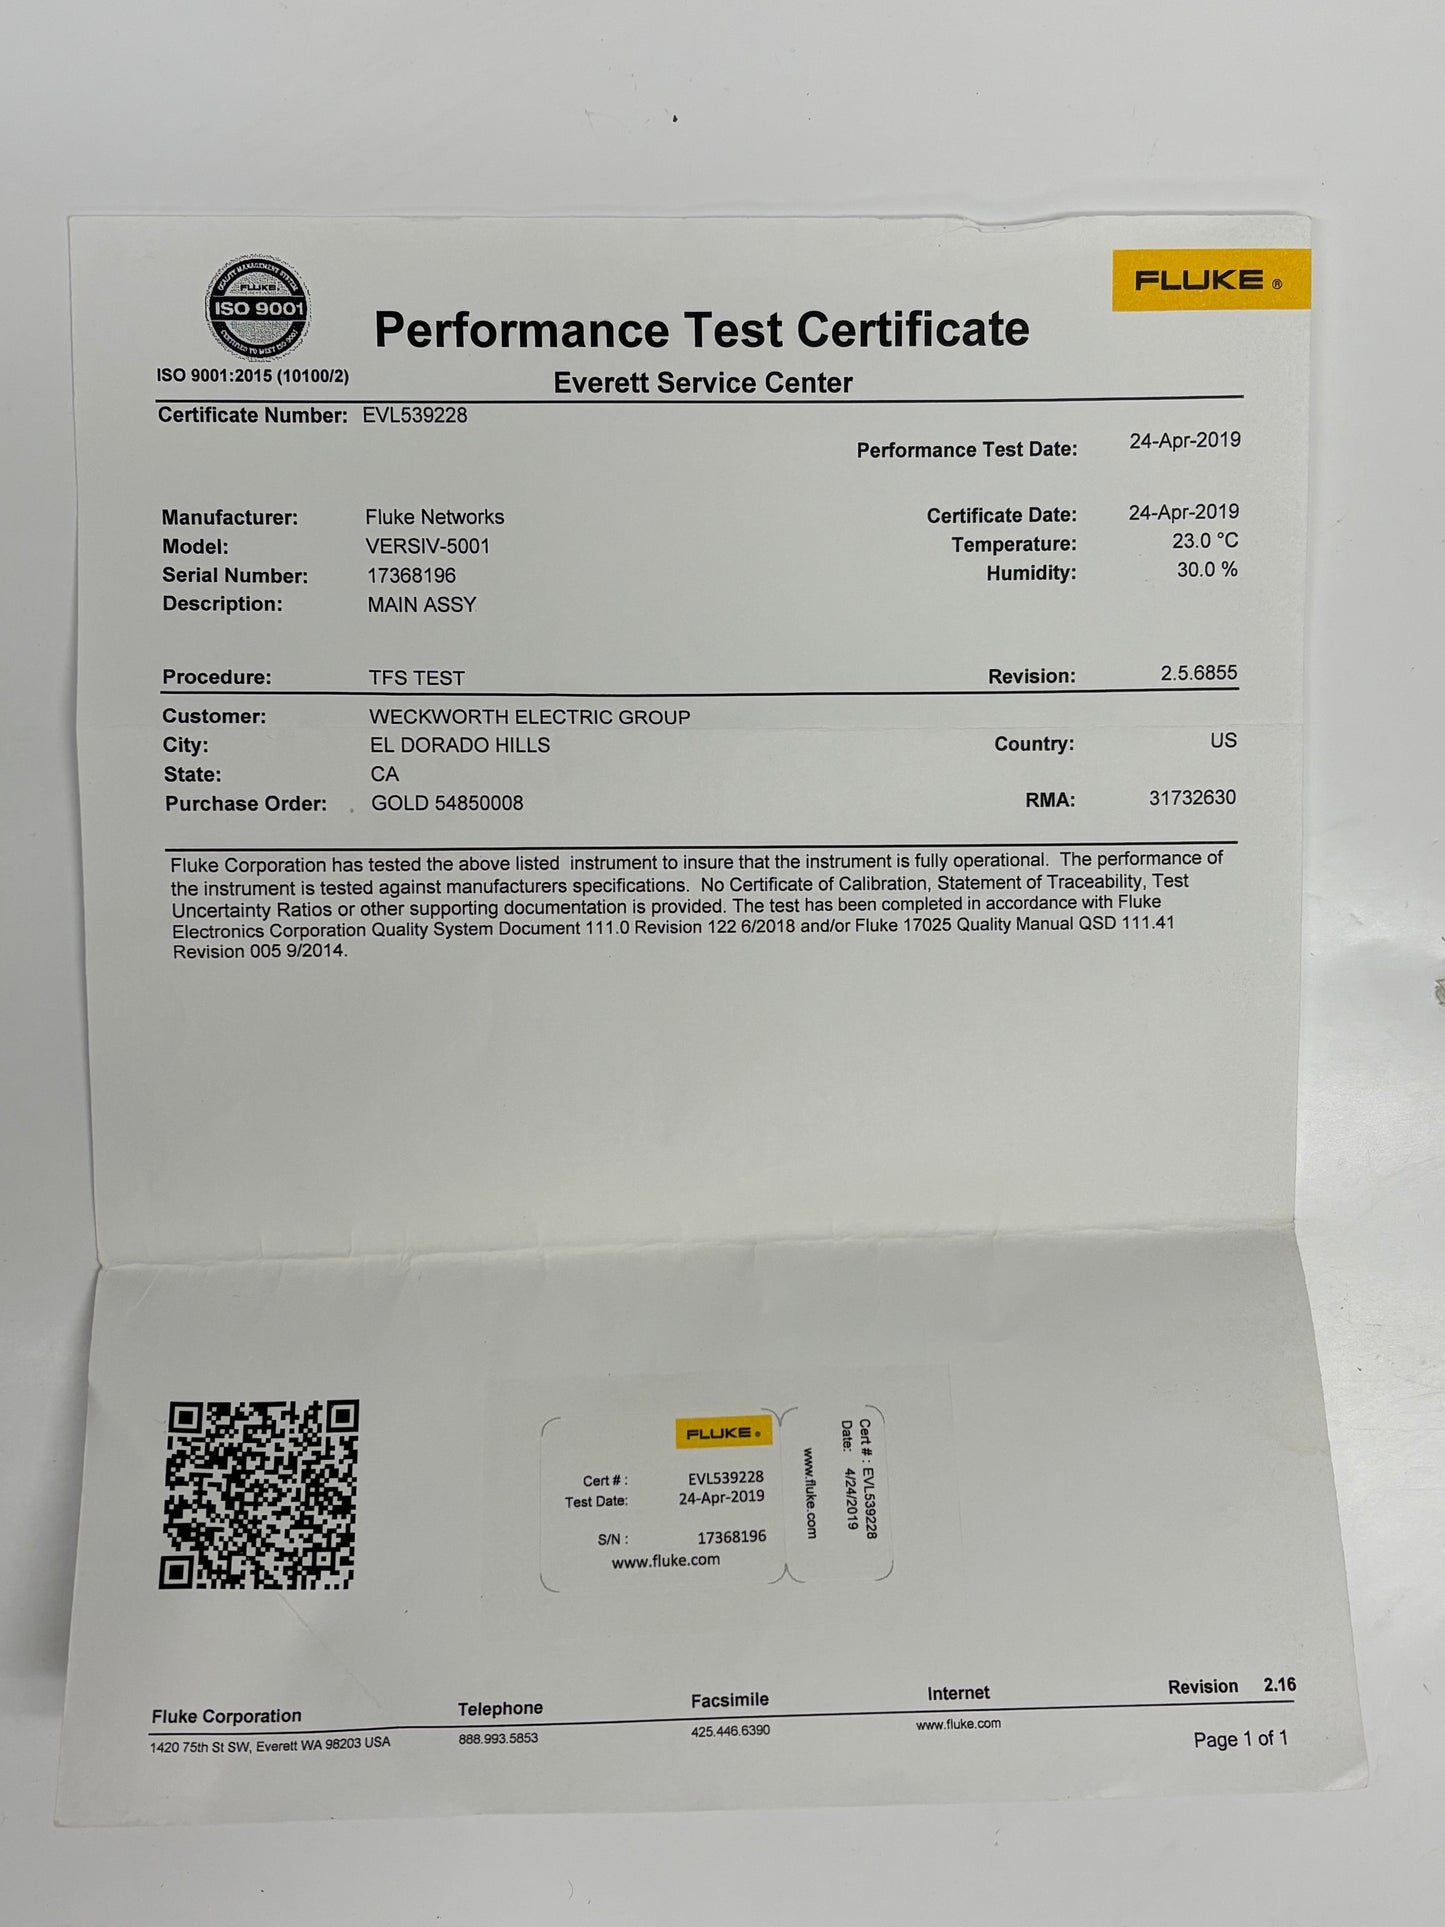 QUALITY MANAGEMENT SYSTEM
FLUKE
ISO 9001
ISO 9001:2015 (10100/2)
FLUKE ®
Performance Test Certificate
Everett Service Center
Certificate Number: EVL539228
Performance Test Date: 24-Apr-2019
Manufacturer: Fluke Networks
Certificate Date: 24-Apr-2019
Model: VERSIV-5001
Temperature: 23.0 °C
Serial Number: 17368196
Humidity: 30.0 %
Description: MAIN ASSY
Procedure: TFS TEST
Revision: 2.5.6855
Customer: WECKWORTH ELECTRIC GROUP
City: EL DORADO HILLS
Country: US
State: CA
Purchase Order: GOLD 54850008
RMA: 31732630
Fluke Corporation has tested the above listed instrument to insure that the instrument is fully operational. The performance of
the instrument is tested against manufacturers specifications. No Certificate of Calibration, Statement of Traceability, Test
Uncertainty Ratios or other supporting documentation is provided. The test has been completed in accordance with Fluke
Electronics Corporation Quality System Document 111.0 Revision 122 6/2018 and/or Fluke 17025 Quality Manual QSD 111.41
Revision 005 9/2014.
FLUKE ®
Cert # : EVL539228
Test Date: 24-Apr-2019
S/N : 17368196
www.fluke.com
Cert # : EVL539228
Date: 4/24/2019
www.fluke.com
Fluke Corporation Telephone Facsimile Internet Revision 2.16
1420 75th St SW, Everett WA 98203 USA 888.993.5853 425.446.6390 www.fluke.com
Page 1 of 1